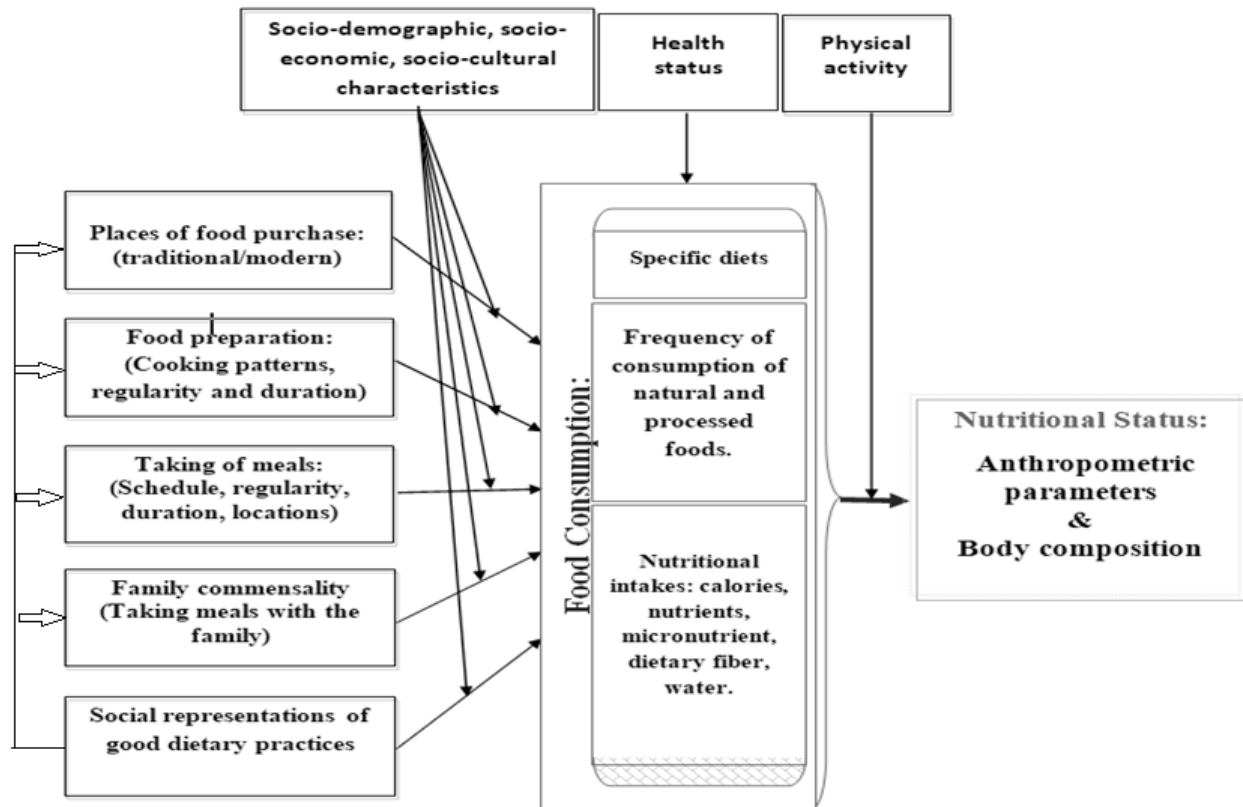 Socio-demographic, socio-
economic, socio-cultural
characteristics
Health
status
Physical
activity
Places of food purchase:
(traditional/modern)
Food preparation:
(Cooking patterns,
regularity and duration)
Taking of meals:
(Schedule, regularity,
duration, locations)
Family commensality
(Taking meals with the
family)
Social representations of
good dietary practices
Food Consumption:
Specific diets
Frequency of
consumption of
natural and
processed
foods.
Nutritional
intakes: calories,
nutrients,
micronutrient,
dietary fiber,
water.
Nutritional Status:
Anthropometric
parameters
&
Body composition